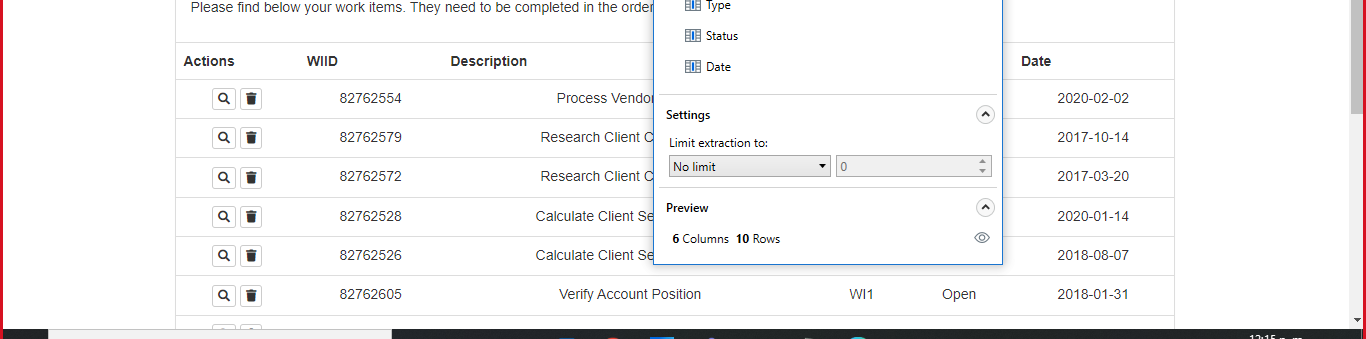 Please find below your work items. They need to be completed in the order
Type
Status
Date
Actions WIID Description Date
82762554 Process Vendo 2020-02-02
Settings
82762579 Research Client C 2017-10-14
Limit extraction to:
No limit 0
82762572 Research Client C 2017-03-20
Preview
82762528 Calculate Client Se 2020-01-14
6 Columns 10 Rows
82762526 Calculate Client Se 2018-08-07
82762605 Verify Account Position WI1 Open 2018-01-31